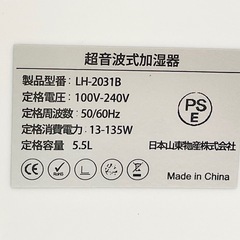 超音波式加湿器
製品型番: LH-2031B
定格電圧: 100V-240V
定格周波数: 50/60Hz
定格消費電力: 13-135W
定格容量: 5.5L
PS
E
日本山東物産株式会社
Made in China